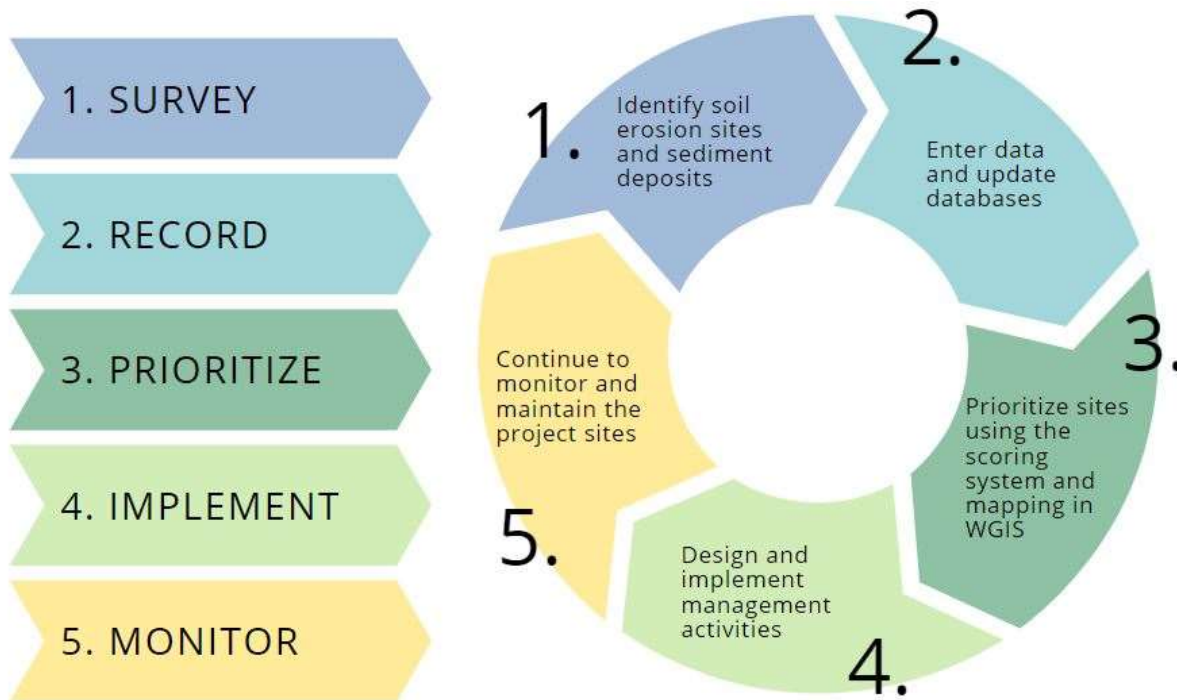 1. SURVEY
2. RECORD
3. PRIORITIZE
4. IMPLEMENT
5. MONITOR
1.
Identify soil
erosion sites
and sediment
deposits
2.
Enter data
and update
databases
3.
Prioritize sites
using the
scoring
system and
mapping in
WGIS
4.
Design and
implement
management
activities
5.
Continue to
monitor and
maintain the
project sites